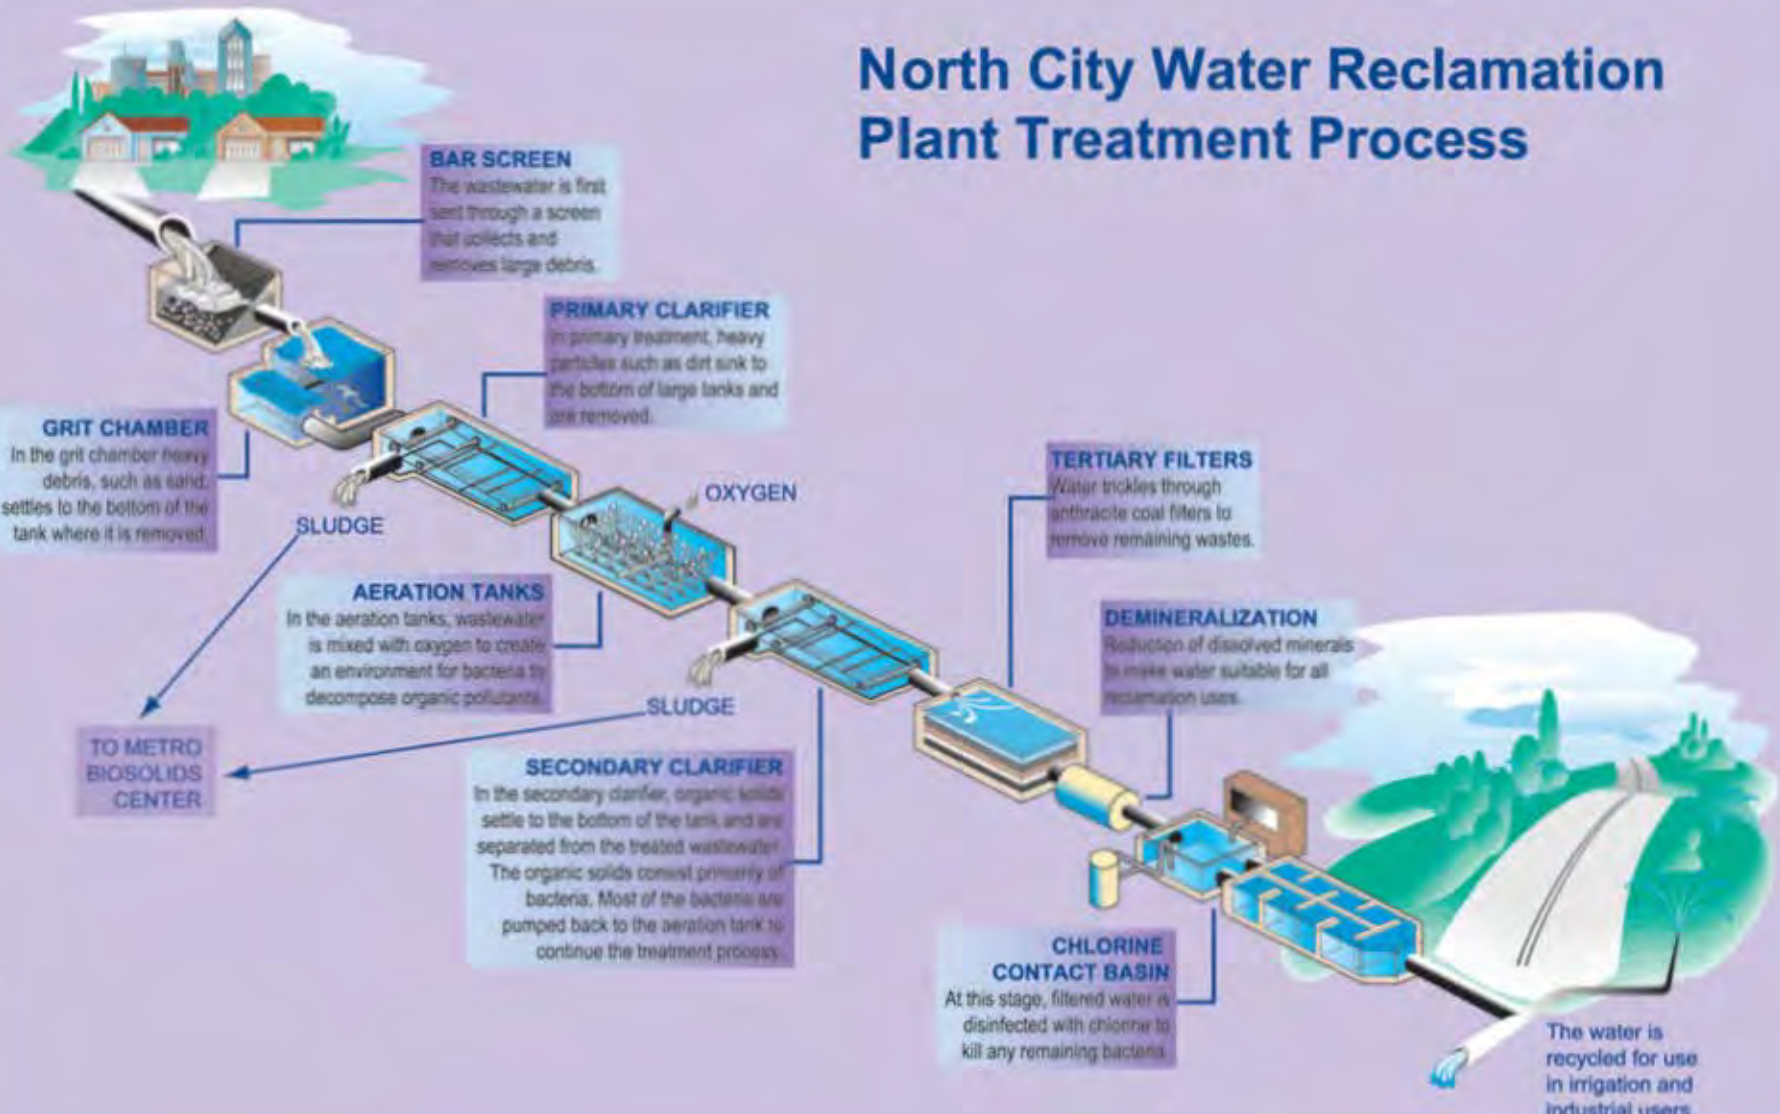 North City Water Reclamation
Plant Treatment Process
BAR SCREEN
The wastewater is first
sent through a screen
that collects and
removes large debris.
PRIMARY CLARIFIER
In primary treatment, heavy
particles such as dirt sink to
the bottom of large tanks and
are removed.
GRIT CHAMBER
In the grit chamber heavy
debris, such as sand,
settles to the bottom of the
tank where it is removed.
SLUDGE
OXYGEN
AERATION TANKS
In the aeration tanks, wastewater
is mixed with oxygen to create
an environment for bacteria to
decompose organic pollutants.
SLUDGE
TO METRO
BIOSOLIDS
CENTER
SECONDARY CLARIFIER
In the secondary clarifier, organic solids
settle to the bottom of the tank and are
separated from the treated wastewater.
The organic solids consist primarily of
bacteria. Most of the bacteria are
pumped back to the aeration tank to
continue the treatment process.
TERTIARY FILTERS
Water trickles through
anthracite coal filters to
remove remaining wastes.
DEMINERALIZATION
Reduction of dissolved minerals
to make water suitable for all
reclamation uses.
CHLORINE
CONTACT BASIN
At this stage, filtered water is
disinfected with chlorine to
kill any remaining bacteria.
The water is
recycled for use
in irrigation and
industrial users